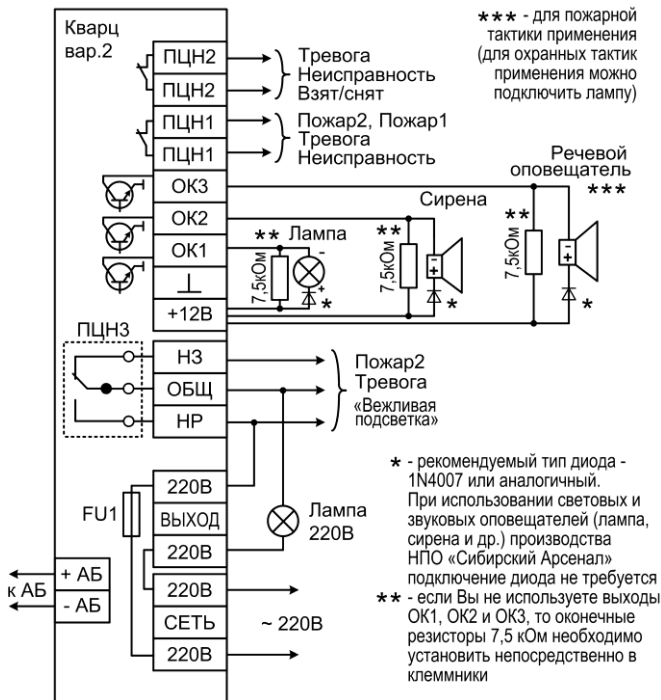 Кварц
вар.2
*** - для пожарной
тактики применения
(для охранных тактик
применения можно
подключить лампу)
ПЦН2
ПЦН2
Тревога
Неисправность
Взят/снят
ПЦН1
ПЦН1
Пожар2, Пожар1
Тревога
Неисправность
Речевой
оповещатель
***
ОК3
ОК2
ОК1
⊥
+12В
** Лампа
7,5кОм
-
+
*
Сирена
**
7,5кОм
-
+
*
**
7,5кОм
-
+
*
ПЦН3
НЗ
ОБЩ
НР
Пожар2
Тревога
«Вежливая
подсветка»
FU1
220В
ВЫХОД
220В
Лампа
220В
220В
СЕТЬ
220В
~ 220В
+ АБ
- АБ
к АБ
* - рекомендуемый тип диода -
1N4007 или аналогичный.
При использовании световых и
звуковых оповещателей (лампа,
сирена и др.) производства
НПО «Сибирский Арсенал»
подключение диода не требуется
** - если Вы не используете выходы
ОК1, ОК2 и ОК3, то оконечные
резисторы 7,5 кОм необходимо
установить непосредственно в
клеммники